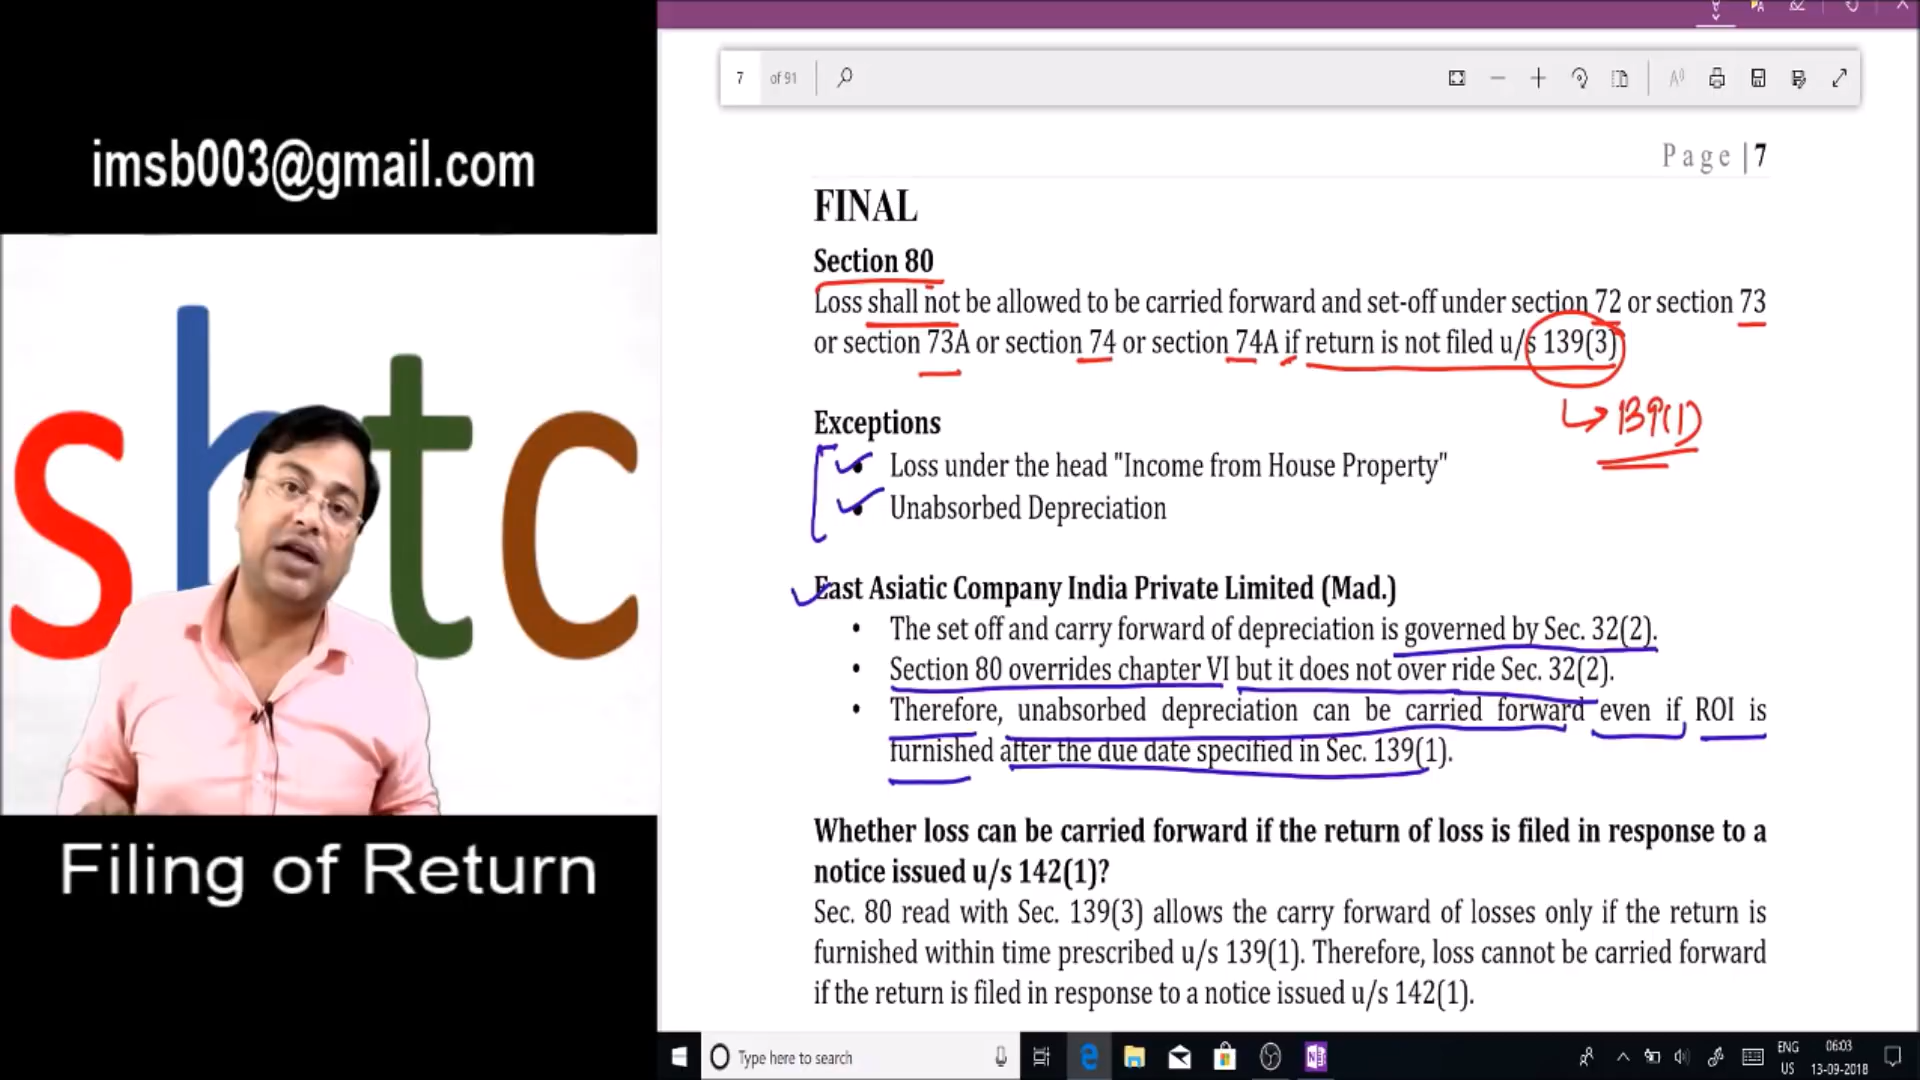 imsb003@gmail.com
shtc
Filing of Return
7 of 91
Page | 7
FINAL
Section 80
Loss shall not be allowed to be carried forward and set-off under section 72 or section 73
or section 73A or section 74 or section 74A if return is not filed u/s 139(3)
139(1)
Exceptions
• Loss under the head "Income from House Property"
• Unabsorbed Depreciation
East Asiatic Company India Private Limited (Mad.)
• The set off and carry forward of depreciation is governed by Sec. 32(2).
• Section 80 overrides chapter VI but it does not over ride Sec. 32(2).
• Therefore, unabsorbed depreciation can be carried forward even if ROI is
furnished after the due date specified in Sec. 139(1).
Whether loss can be carried forward if the return of loss is filed in response to a
notice issued u/s 142(1)?
Sec. 80 read with Sec. 139(3) allows the carry forward of losses only if the return is
furnished within time prescribed u/s 139(1). Therefore, loss cannot be carried forward
if the return is filed in response to a notice issued u/s 142(1).
Type here to search
ENG
US
06:03
13-09-2018